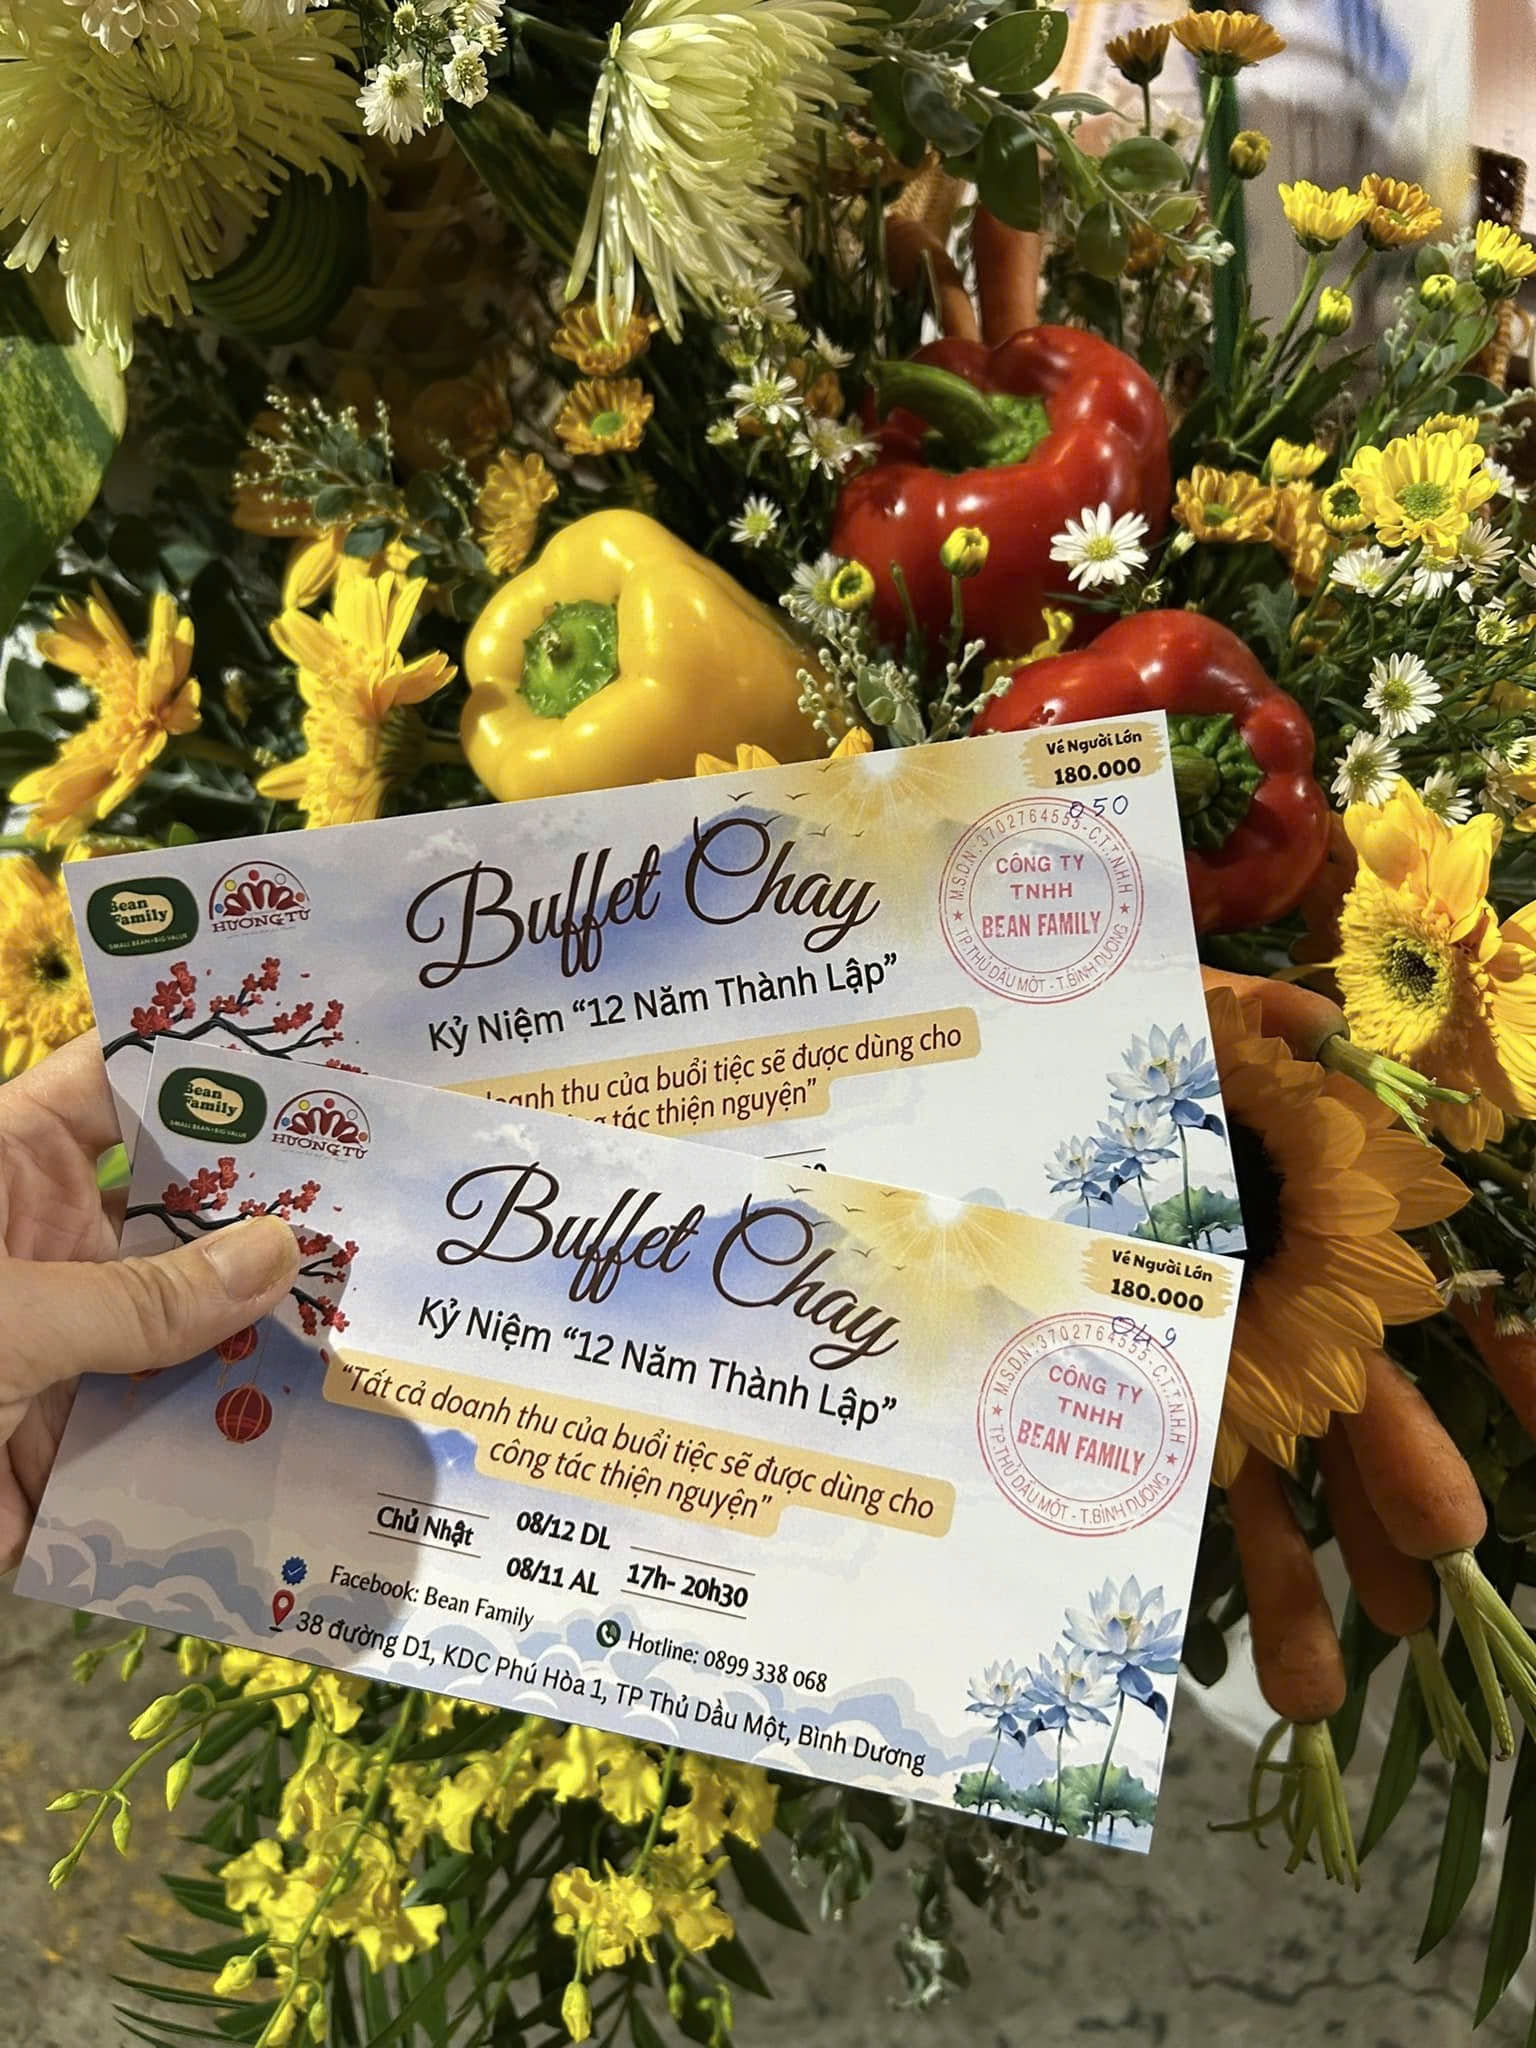 Vé Người Lớn
180.000
050
Bean
Family
SMALL BEAN • BIG VALUE
HƯƠNG TỪ
Buffet Chay
Kỷ Niệm “12 Năm Thành Lập”
doanh thu của buổi tiệc sẽ được dùng cho
tác thiện nguyện”
M.S.D.N: 3702764555 - C.T.T.N.H.H
CÔNG TY
TNHH
BEAN FAMILY
TP.THỦ DẦU MỘT - T.BÌNH DƯƠNG
Vé Người Lớn
180.000
049
Bean
Family
SMALL BEAN • BIG VALUE
HƯƠNG TỪ
Buffet Chay
Kỷ Niệm “12 Năm Thành Lập”
“Tất cả doanh thu của buổi tiệc sẽ được dùng cho
công tác thiện nguyện”
M.S.D.N: 3702764555 - C.T.T.N.H.H
CÔNG TY
TNHH
BEAN FAMILY
TP.THỦ DẦU MỘT - T.BÌNH DƯƠNG
Chủ Nhật
08/12 DL
08/11 AL
17h- 20h30
Facebook: Bean Family
Hotline: 0899 338 068
38 đường D1, KDC Phú Hòa 1, TP Thủ Dầu Một, Bình Dương